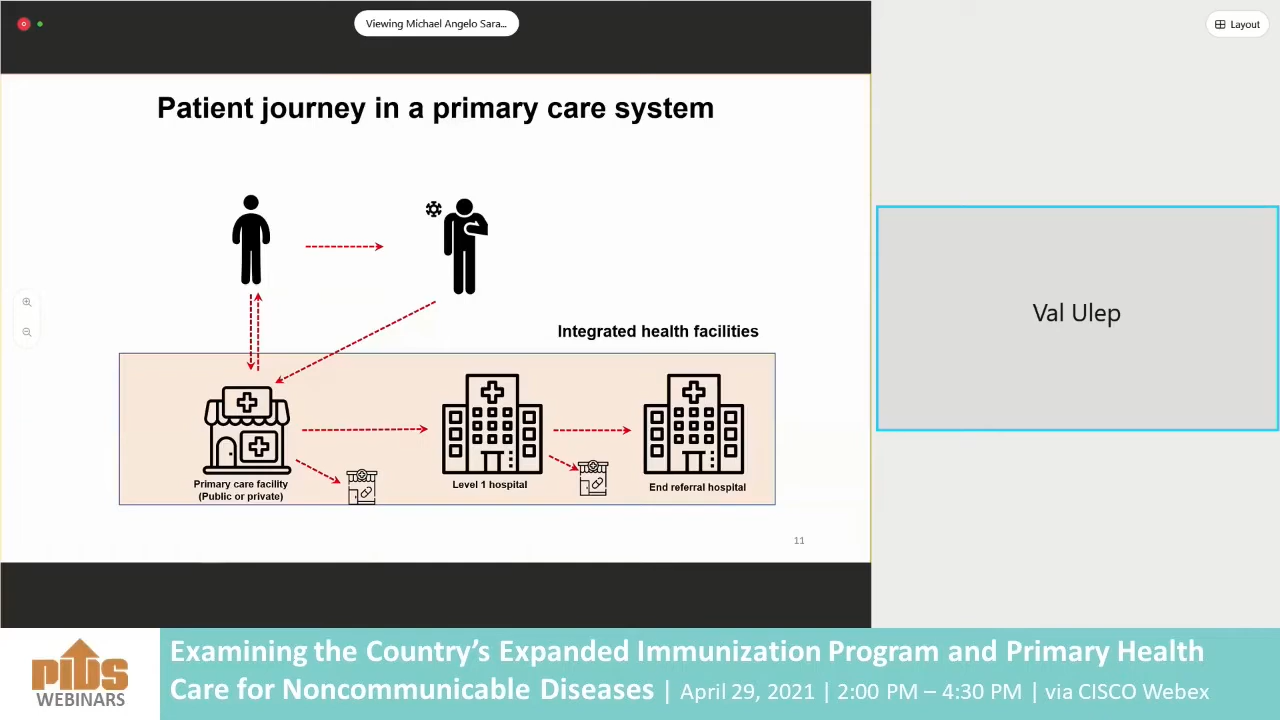 Viewing Michael Angelo Sara...
Layout
Patient journey in a primary care system
Integrated health facilities
Primary care facility
(Public or private)
Level 1 hospital
End referral hospital
11
Val Ulep
PIDS
WEBINARS
Examining the Country's Expanded Immunization Program and Primary Health
Care for Noncommunicable Diseases | April 29, 2021 | 2:00 PM – 4:30 PM | via CISCO Webex